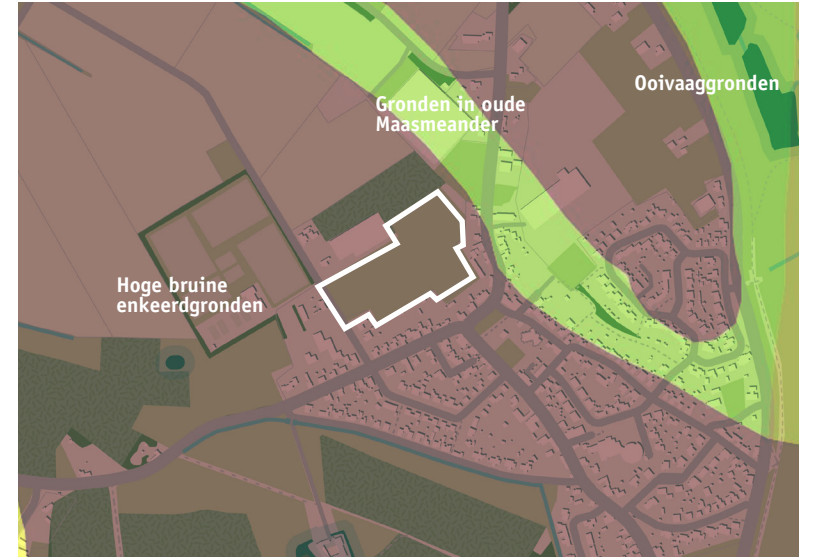 Ooivaaggronden
Gronden in oude
Maasmeander
Hoge bruine
enkeerdgronden